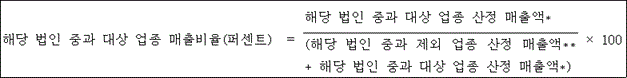 해당 법인 중과 대상 업종 매출비율(퍼센트) = 해당 법인 중과 대상 업종 산정 매출액* × 100
(해당 법인 중과 제외 업종 산정 매출액**
+ 해당 법인 중과 대상 업종 산정 매출액*)